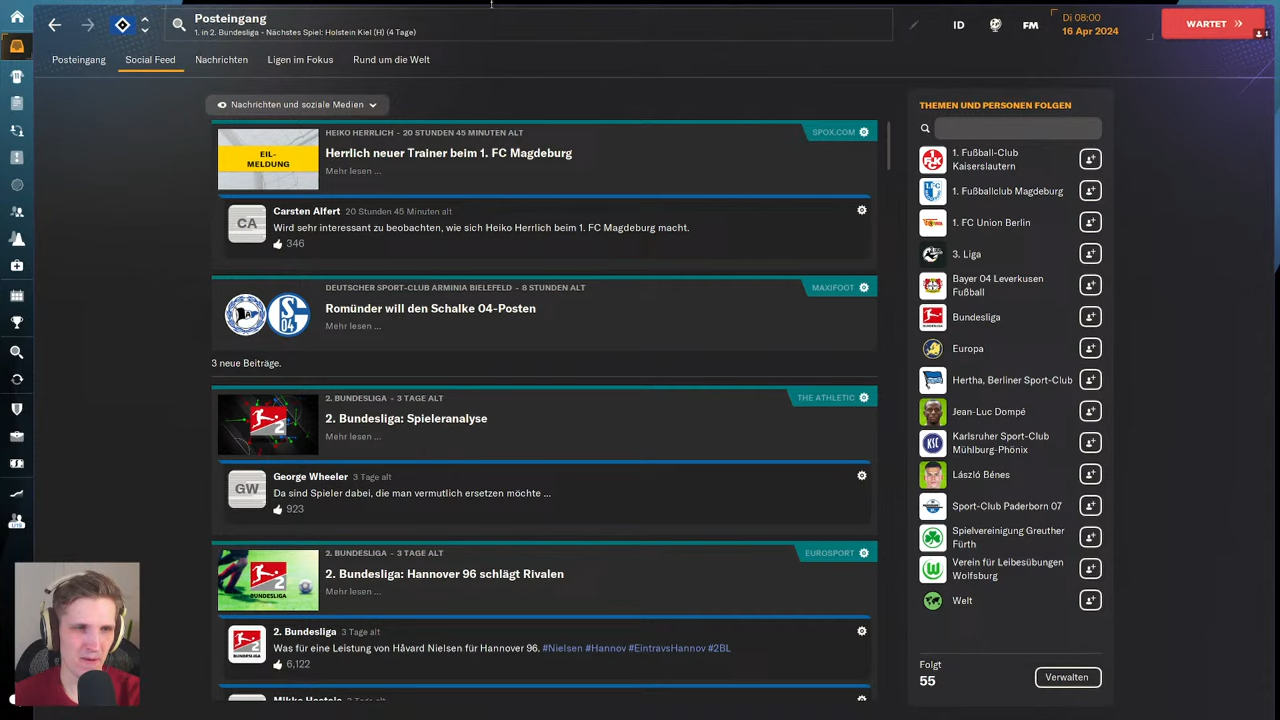 Posteingang
1. in 2. Bundesliga - Nächstes Spiel: Holstein Kiel (H) (4 Tage)
ID
FM
Di 08:00
16 Apr 2024
WARTET
1
Posteingang
Social Feed
Nachrichten
Ligen im Fokus
Rund um die Welt
Nachrichten und soziale Medien
HEIKO HERRLICH - 20 STUNDEN 45 MINUTEN ALT
SPOX.COM
EIL-
MELDUNG
Herrlich neuer Trainer beim 1. FC Magdeburg
Mehr lesen ...
CA
Carsten Alfert 20 Stunden 45 Minuten alt
Wird sehr interessant zu beobachten, wie sich Heiko Herrlich beim 1. FC Magdeburg macht.
346
DEUTSCHER SPORT-CLUB ARMINIA BIELEFELD - 8 STUNDEN ALT
MAXIFOOT
Romünder will den Schalke 04-Posten
Mehr lesen ...
3 neue Beiträge.
2. BUNDESLIGA - 3 TAGE ALT
THE ATHLETIC
2. Bundesliga: Spieleranalyse
Mehr lesen ...
GW
George Wheeler 3 Tage alt
Da sind Spieler dabei, die man vermutlich ersetzen möchte ...
923
2. BUNDESLIGA - 3 TAGE ALT
EUROSPORT
2. Bundesliga: Hannover 96 schlägt Rivalen
Mehr lesen ...
2. Bundesliga 3 Tage alt
Was für eine Leistung von Håvard Nielsen für Hannover 96. #Nielsen #Hannov #EintravsHannov #2BL
6,122
THEMEN UND PERSONEN FOLGEN
1. Fußball-Club
Kaiserslautern
1. Fußballclub Magdeburg
1. FC Union Berlin
3. Liga
Bayer 04 Leverkusen
Fußball
Bundesliga
Europa
Hertha, Berliner Sport-Club
Jean-Luc Dompé
Karlsruher Sport-Club
Mühlburg-Phönix
László Bénes
Sport-Club Paderborn 07
Spielvereinigung Greuther
Fürth
Verein für Leibesübungen
Wolfsburg
Welt
Folgt
55
Verwalten